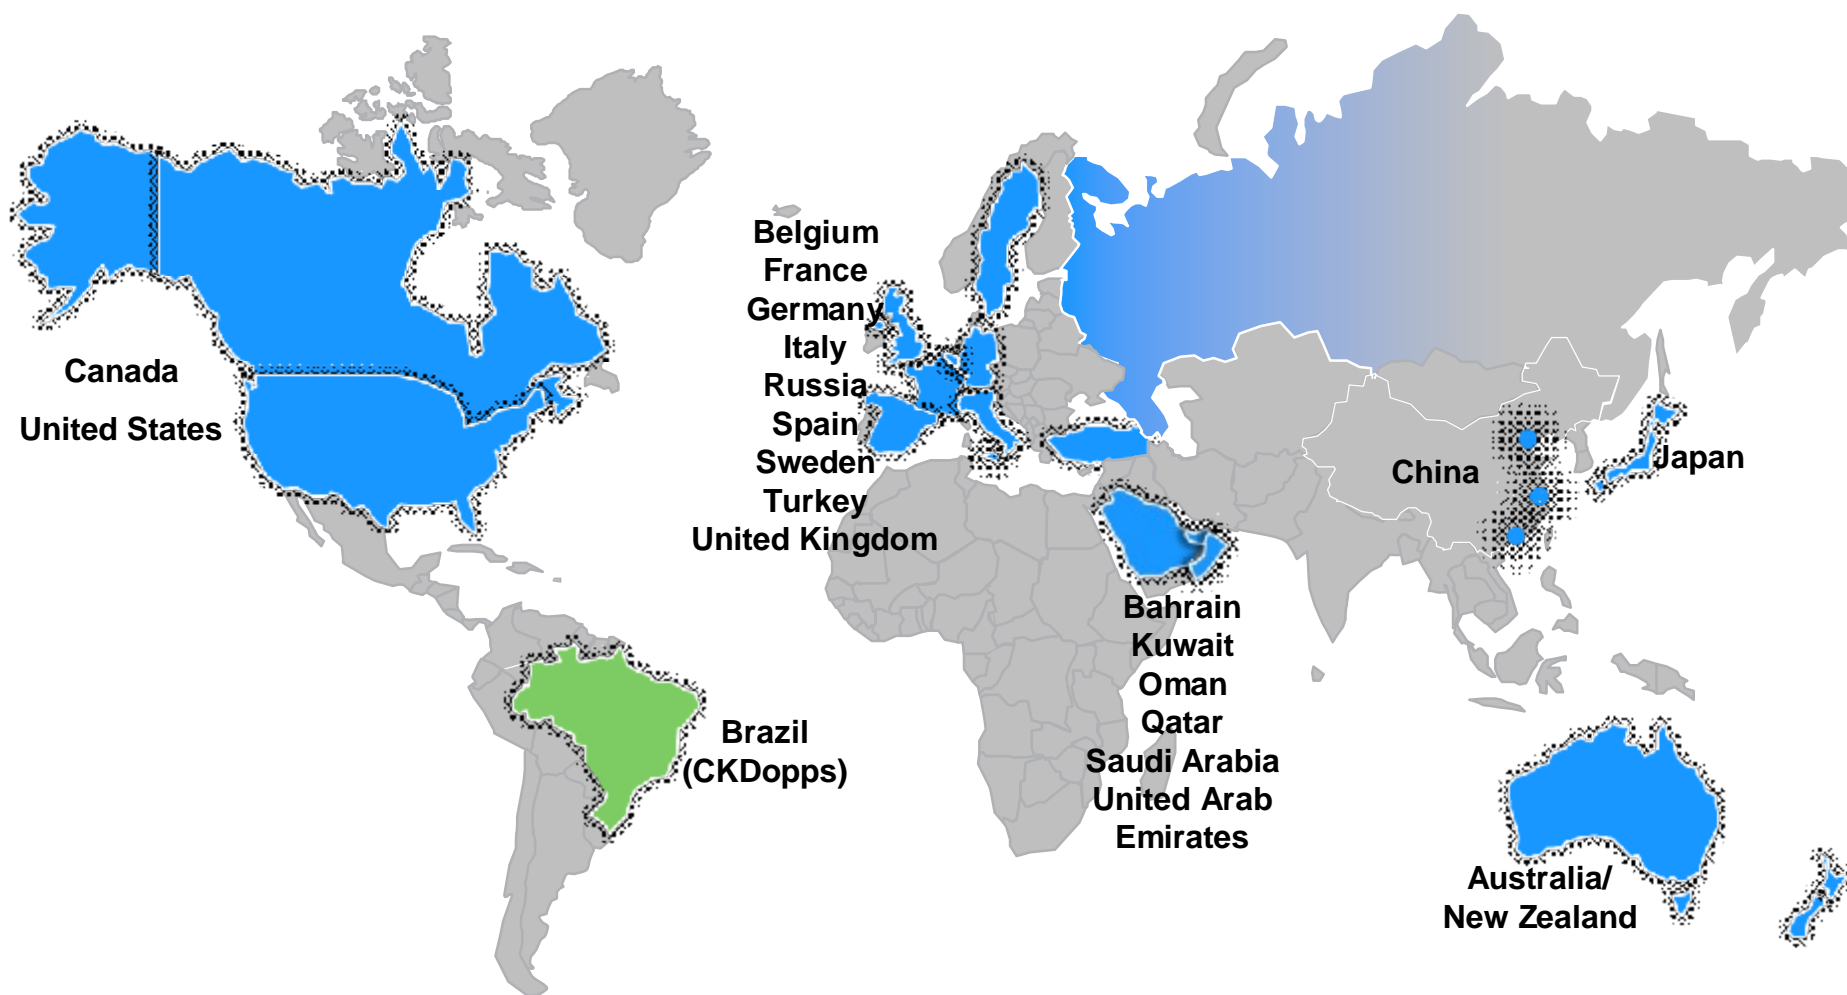 Canada
United States
Belgium
France
Germany
Italy
Russia
Spain
Sweden
Turkey
United Kingdom
China
Japan
Bahrain
Kuwait
Oman
Qatar
Saudi Arabia
United Arab
Emirates
Brazil
(CKDopps)
Australia/
New Zealand